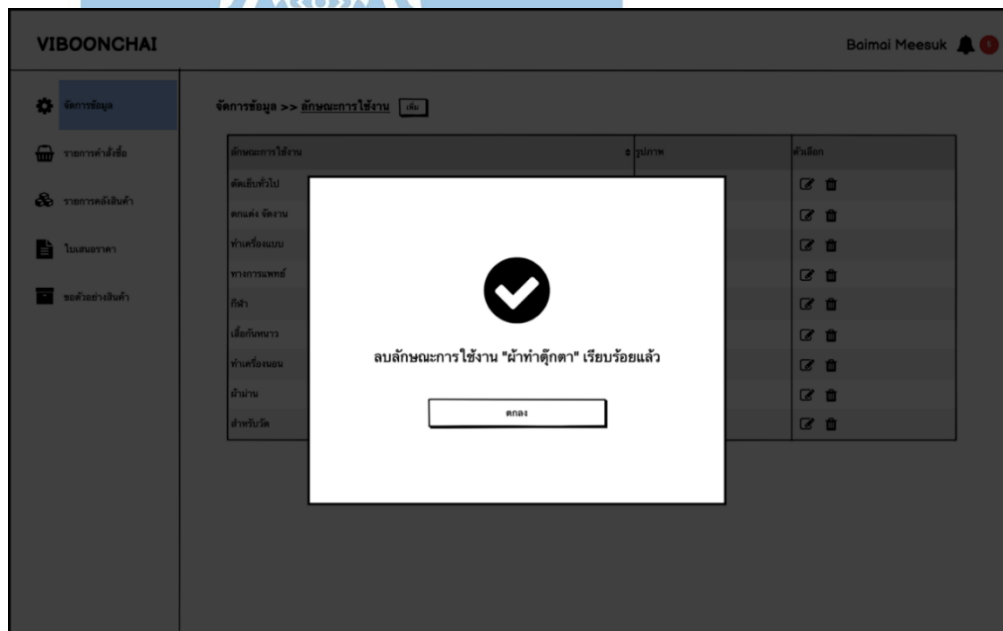 VIBOONCHAI
Baimai Meesuk
จัดการข้อมูล
จัดการข้อมูล >> ลักษณะการใช้งาน เพิ่ม
รายการคำสั่งซื้อ
รายการคลังสินค้า
ใบเสนอราคา
ขอตัวอย่างสินค้า
ลักษณะการใช้งาน รูปภาพ ตัวเลือก
ตัดเย็บทั่วไป
ตกแต่ง จัดงาน
ทำเครื่องแบบ
ทางการแพทย์
กีฬา
เสื้อกันหนาว
ทำเครื่องนอน
ผ้าม่าน
สำหรับวัด
ลบลักษณะการใช้งาน "ผ้าทำตุ๊กตา" เรียบร้อยแล้ว
ตกลง